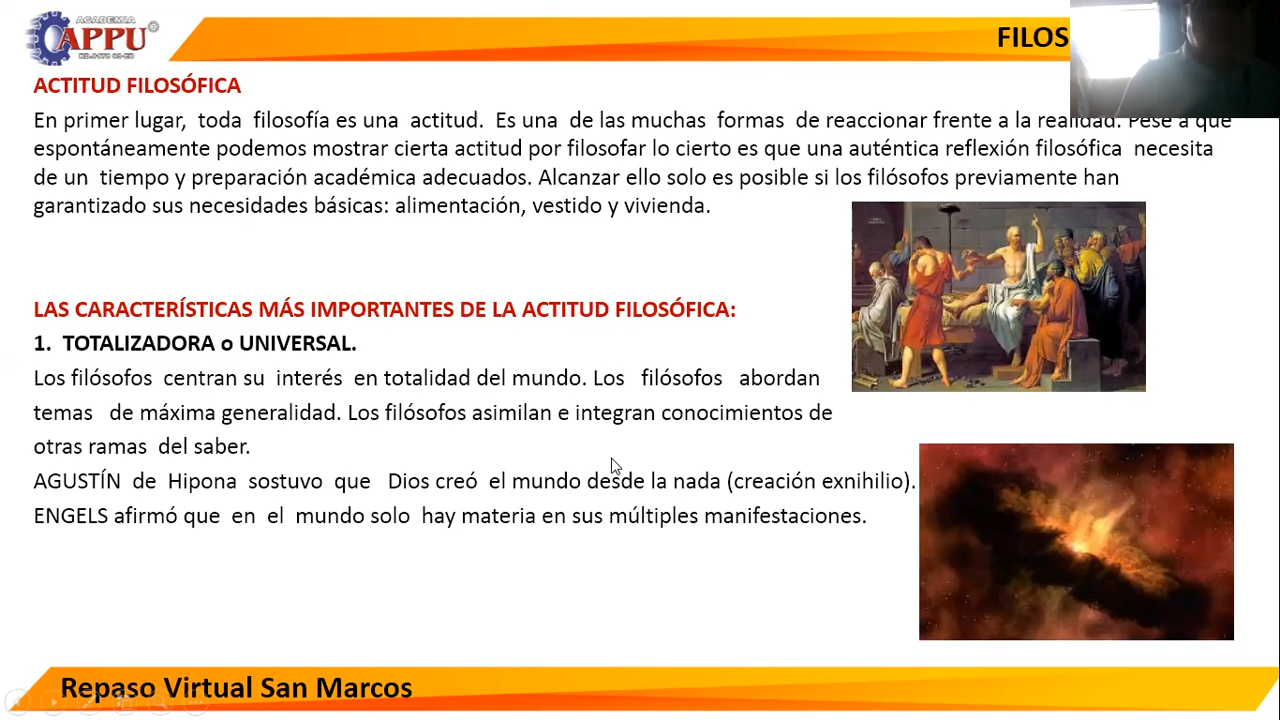 ACADEMIA
APPU
FILOS
ACTITUD FILOSÓFICA
En primer lugar, toda filosofía es una actitud. Es una de las muchas formas de reaccionar frente a la realidad. Pese a que
espontáneamente podemos mostrar cierta actitud por filosofar lo cierto es que una auténtica reflexión filosófica necesita
de un tiempo y preparación académica adecuados. Alcanzar ello solo es posible si los filósofos previamente han
garantizado sus necesidades básicas: alimentación, vestido y vivienda.
LAS CARACTERÍSTICAS MÁS IMPORTANTES DE LA ACTITUD FILOSÓFICA:
1. TOTALIZADORA o UNIVERSAL.
Los filósofos centran su interés en totalidad del mundo. Los filósofos abordan
temas de máxima generalidad. Los filósofos asimilan e integran conocimientos de
otras ramas del saber.
AGUSTÍN de Hipona sostuvo que Dios creó el mundo desde la nada (creación exnihilio).
ENGELS afirmó que en el mundo solo hay materia en sus múltiples manifestaciones.
Repaso Virtual San Marcos